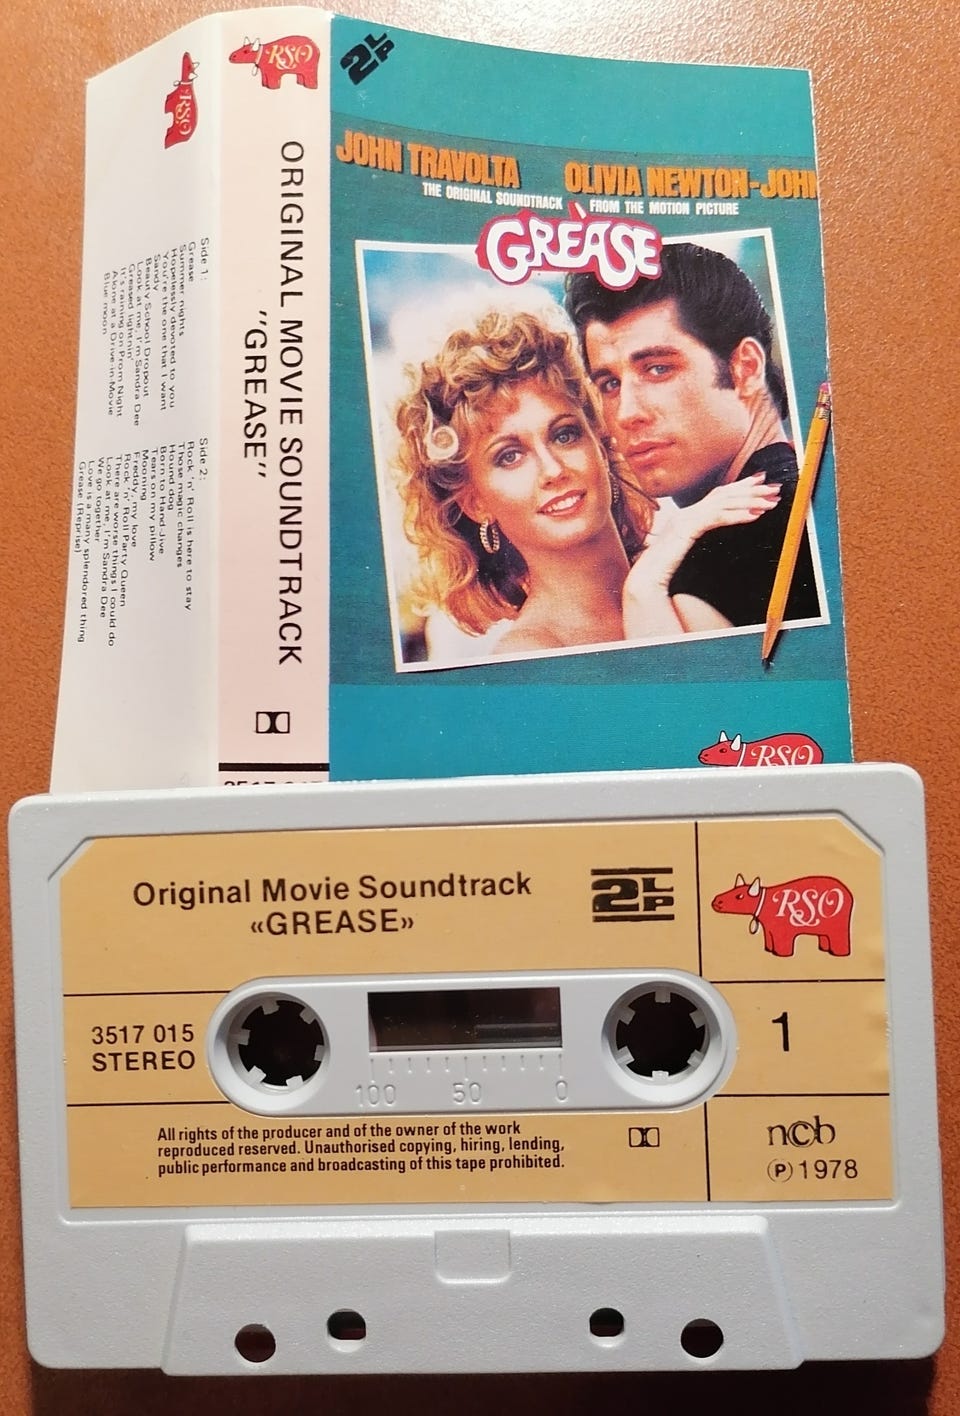 RSO
Side 1:
Grease
Summer nights
Hopelessly devoted to you
You're the one that I want
Sandy
Beauty School Dropout
Look at me, I'm Sandra Dee
Greased lightnin'
It's raining on Prom Night
Alone at a Drive-in-Movie
Blue moon
Side 2:
Rock 'n' Roll is here to stay
Those magic changes
Hound dog
Born to Hand-Jive
Tears on my pillow
Mooning
Freddy, my love
Rock 'n' Roll Party Queen
There are worse things I could do
Look at me, I'm Sandra Dee
We go together
Love is a many splendored thing
Grease (Reprise)
RSO
ORIGINAL MOVIE SOUNDTRACK
"GREASE"
2LP
JOHN TRAVOLTA OLIVIA NEWTON-JOHN
THE ORIGINAL SOUNDTRACK FROM THE MOTION PICTURE
GREASE
RSO
Original Movie Soundtrack
«GREASE»
2LP
RSO
3517 015
STEREO
1
100 50 0
All rights of the producer and of the owner of the work
reproduced reserved. Unauthorised copying, hiring, lending,
public performance and broadcasting of this tape prohibited.
ncb
Ⓟ 1978